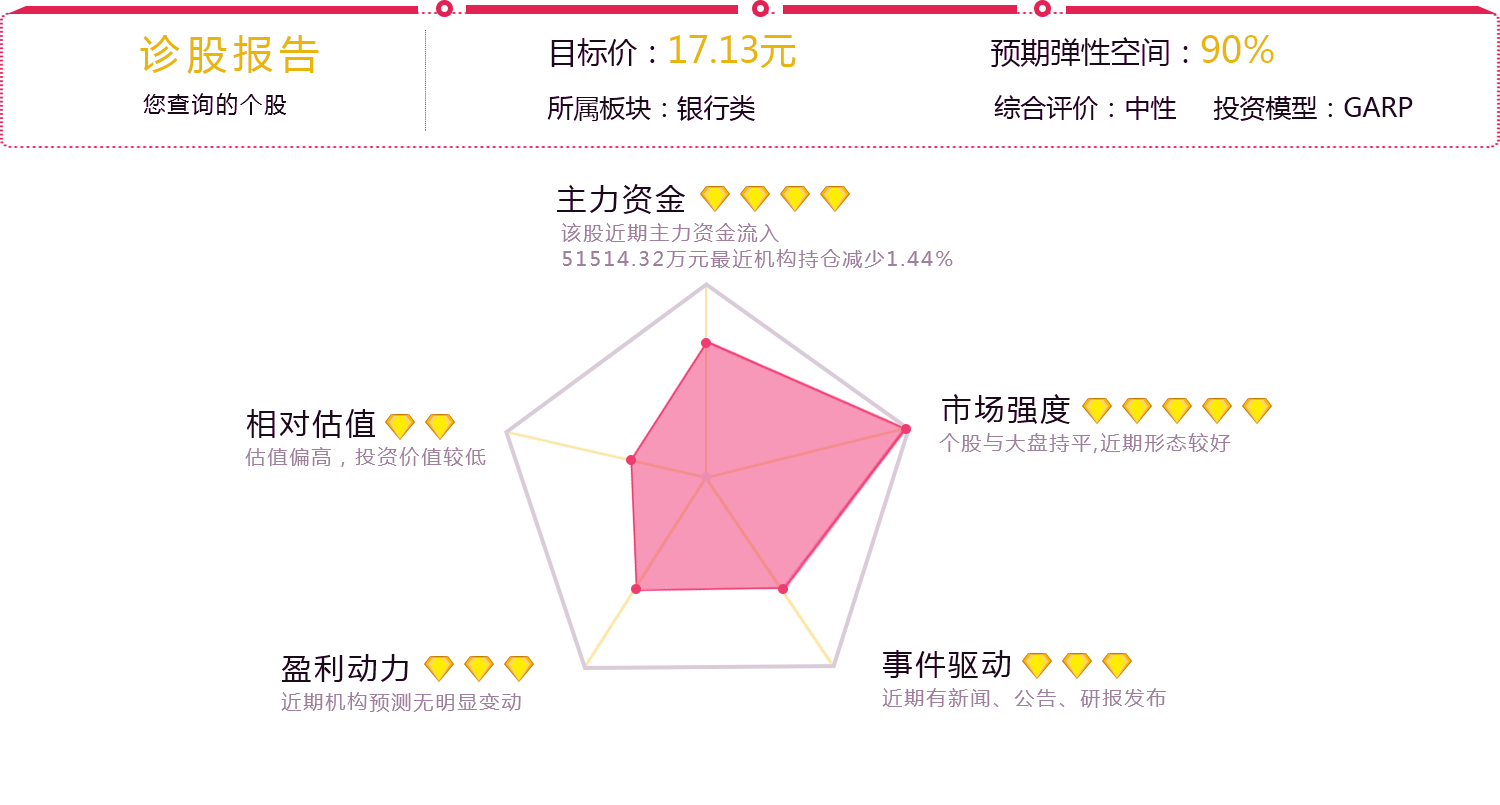 诊股报告
您查询的个股
目标价：17.13元
预期弹性空间：90%
所属板块：银行类
综合评价：中性 投资模型：GARP
主力资金
该股近期主力资金流入
51514.32万元最近机构持仓减少1.44%
相对估值
估值偏高，投资价值较低
市场强度
个股与大盘持平,近期形态较好
盈利动力
近期机构预测无明显变动
事件驱动
近期有新闻、公告、研报发布